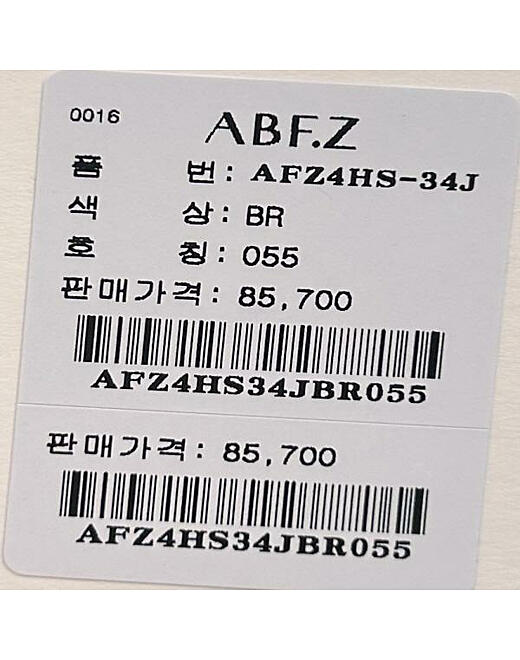 0016
ABF.Z
품 번: AFZ4HS-34J
색 상: BR
호 칭: 055
판매가격: 85,700
AFZ4HS34JBR055
판매가격: 85,700
AFZ4HS34JBR055